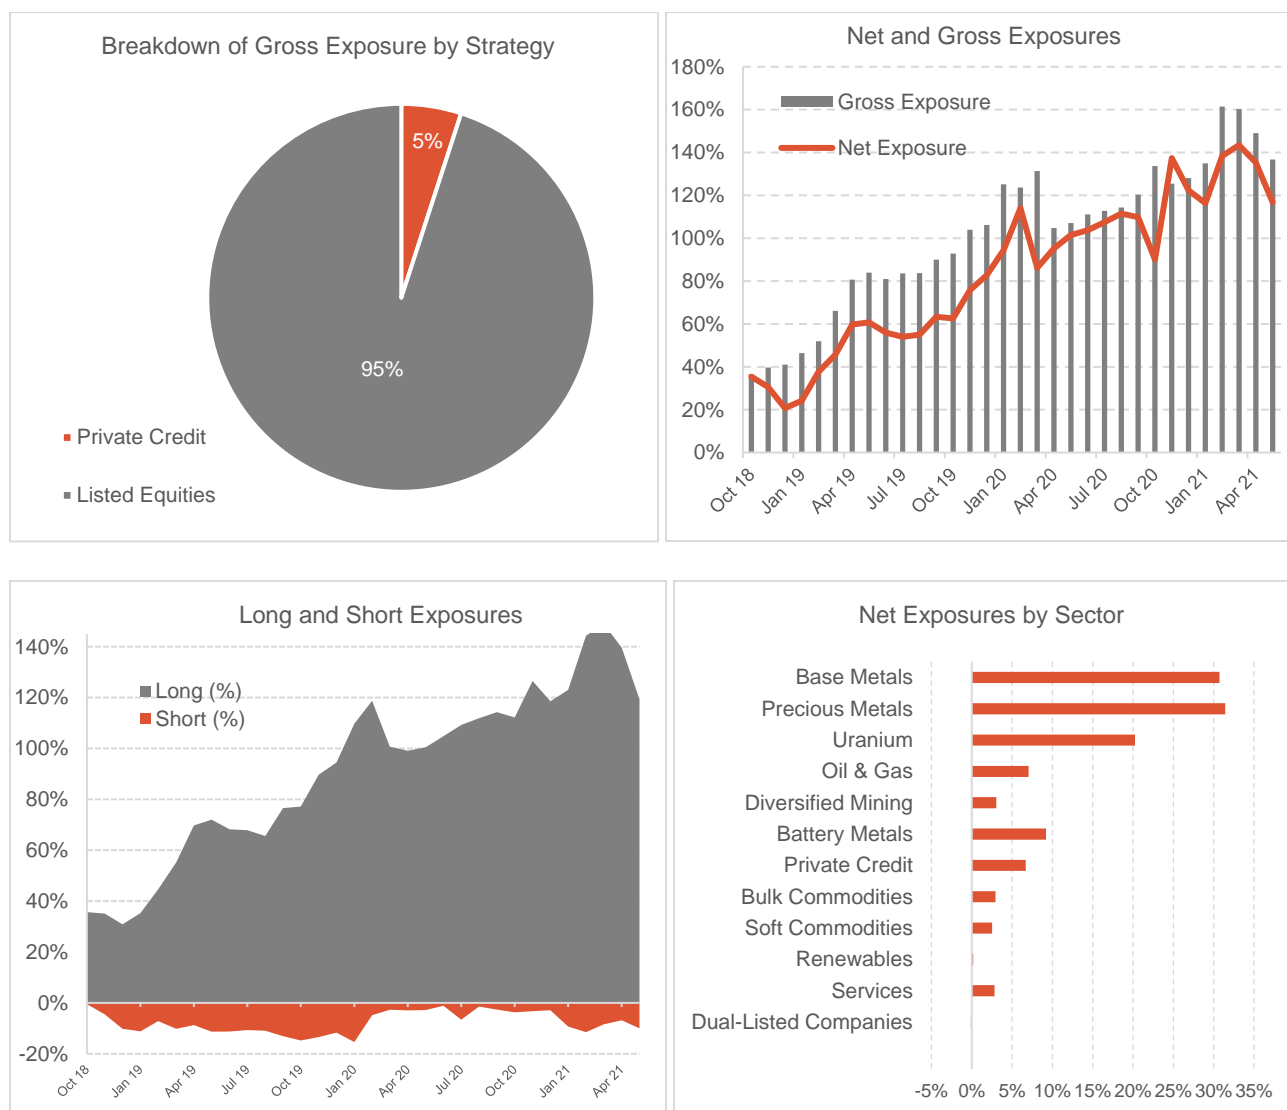 Breakdown of Gross Exposure by Strategy
5%
95%
Private Credit
Listed Equities
Net and Gross Exposures
180%
160%
140%
120%
100%
80%
60%
40%
20%
0%
Gross Exposure
Net Exposure
Oct 18
Jan 19
Apr 19
Jul 19
Oct 19
Jan 20
Apr 20
Jul 20
Oct 20
Jan 21
Apr 21
Long and Short Exposures
140%
120%
100%
80%
60%
40%
20%
0%
-20%
Long (%)
Short (%)
Oct 18
Jan 19
Apr 19
Jul 19
Oct 19
Jan 20
Apr 20
Jul 20
Oct 20
Jan 21
Apr 21
Net Exposures by Sector
Base Metals
Precious Metals
Uranium
Oil & Gas
Diversified Mining
Battery Metals
Private Credit
Bulk Commodities
Soft Commodities
Renewables
Services
Dual-Listed Companies
-5% 0% 5% 10% 15% 20% 25% 30% 35%